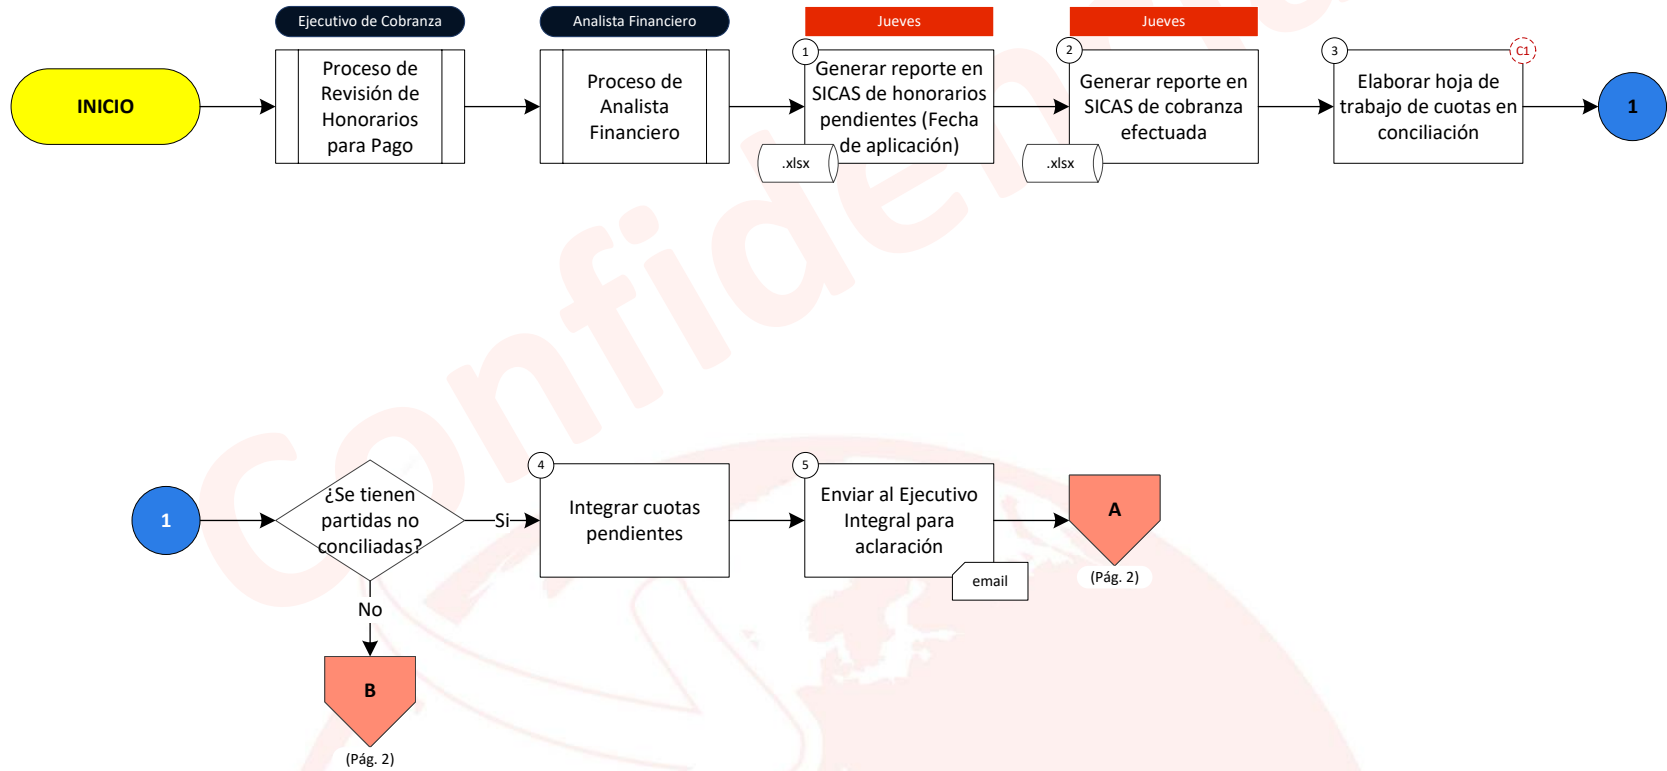 Ejecutivo de Cobranza
Analista Financiero
Jueves
Jueves
INICIO
Proceso de
Revisión de
Honorarios
para Pago
Proceso de
Analista
Financiero
1
Generar reporte en
SICAS de honorarios
pendientes (Fecha
de aplicación)
.xlsx
2
Generar reporte en
SICAS de cobranza
efectuada
.xlsx
3
C1
Elaborar hoja de
trabajo de cuotas en
conciliación
1
Confidencial
1
¿Se tienen
partidas no
conciliadas?
Si
No
B
(Pág. 2)
4
Integrar cuotas
pendientes
5
Enviar al Ejecutivo
Integral para
aclaración
email
A
(Pág. 2)